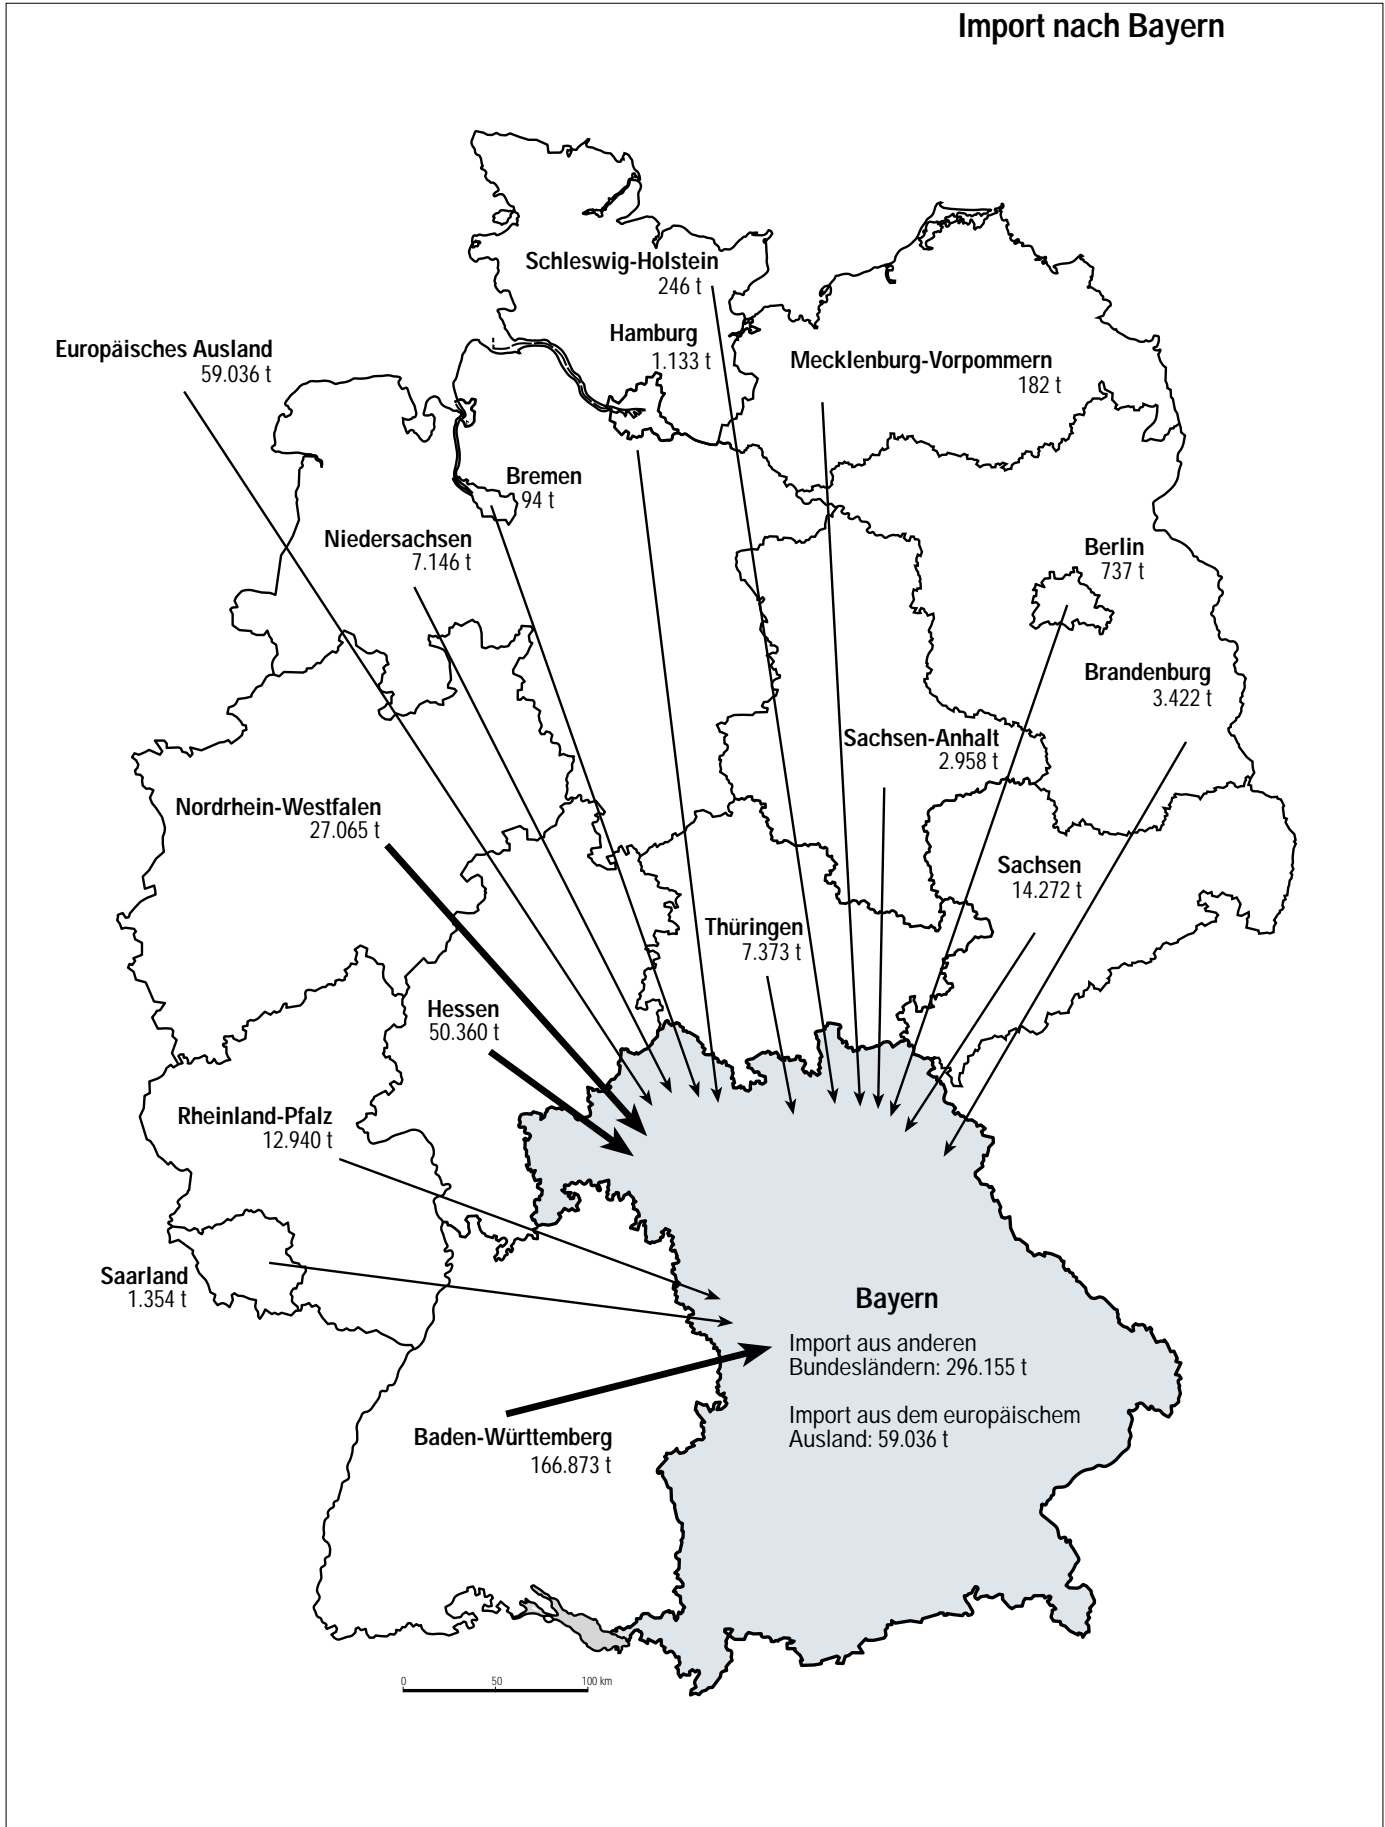 Import nach Bayern
Schleswig-Holstein
246 t
Hamburg
1.133 t
Europäisches Ausland
59.036 t
Mecklenburg-Vorpommern
182 t
Bremen
94 t
Niedersachsen
7.146 t
Berlin
737 t
Brandenburg
3.422 t
Sachsen-Anhalt
2.958 t
Nordrhein-Westfalen
27.065 t
Sachsen
14.272 t
Thüringen
7.373 t
Hessen
50.360 t
Rheinland-Pfalz
12.940 t
Saarland
1.354 t
Bayern
Import aus anderen
Bundesländern: 296.155 t
Import aus dem europäischem
Ausland: 59.036 t
Baden-Württemberg
166.873 t
0 50 100 km